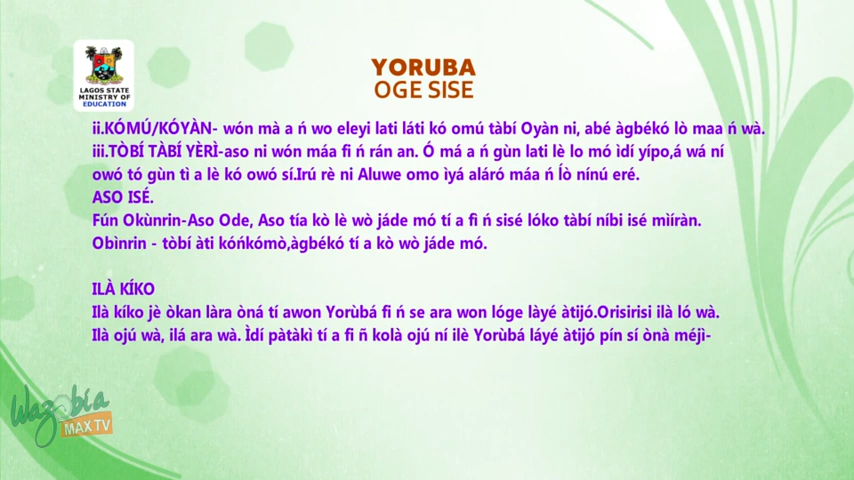 LAGOS STATE
MINISTRY OF
EDUCATION
YORUBA
OGE SISE
ii.KÓMÚ/KÓYÀN- wón mà a ń wo eleyi lati láti kó omú tàbí Oyàn ni, abé àgbékó lò maa ń wà.
iii.TÒBÍ TÀBÍ YÈRÌ-aso ni wón máa fi ń rán an. Ó má a ń gùn lati lè lo mó ìdí yípo,á wá ní
owó tó gùn tì a lè kó owó sí.Irú rè ni Aluwe omo ìyá aláró máa ń ĺò nínú eré.
ASO ISÉ.
Fún Okùnrin-Aso Ode, Aso tía kò lè wò jáde mó tí a fì ń sisé lóko tàbí níbi isé mìíràn.
Obìnrin - tòbí àti kóńkómò,àgbékó tí a kò wò jáde mó.
ILÀ KÍKO
Ilà kíko jè òkan làra òná tí awon Yorùbá fi ń se ara won lóge làyé àtijó.Orisirisi ilà ló wà.
Ilà ojú wà, ilá ara wà. Ìdí pàtàkì tí a fi ñ kolà ojú ní ilè Yorùbá láyé àtijó pín sí ònà méjì-
Wazobia
MAX TV